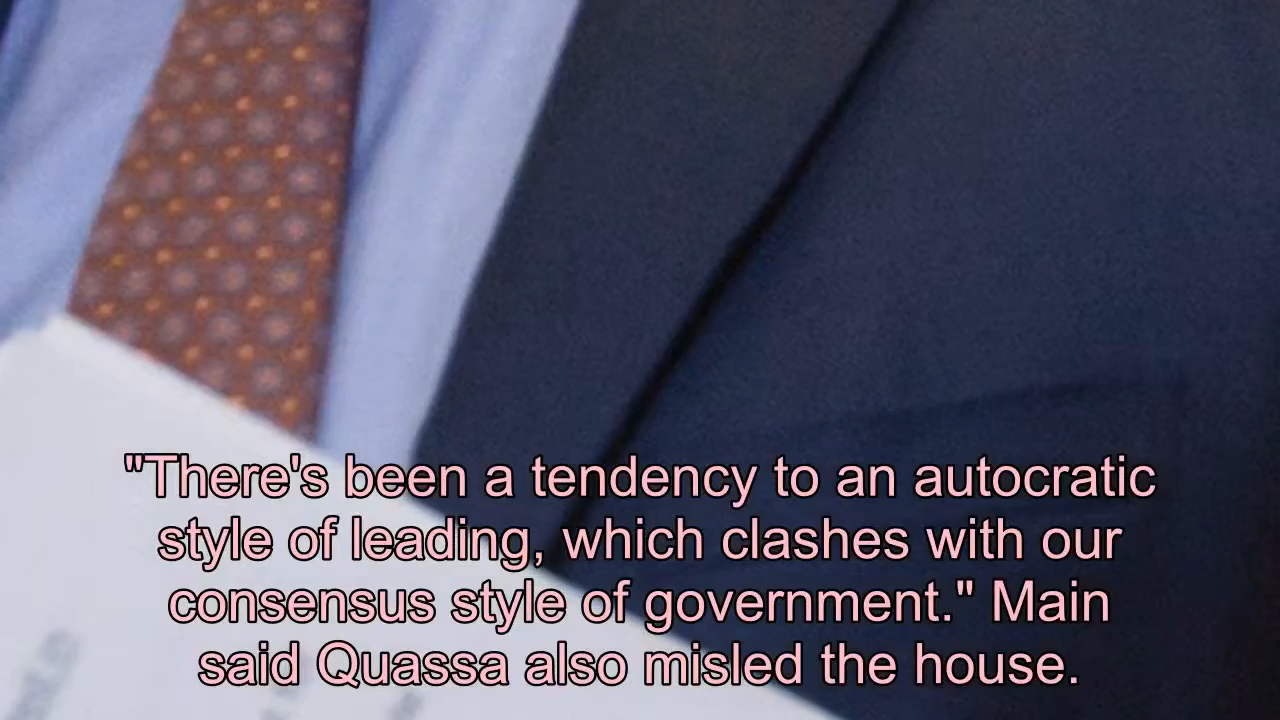 "There's been a tendency to an autocratic
style of leading, which clashes with our
consensus style of government." Main
said Quassa also misled the house.